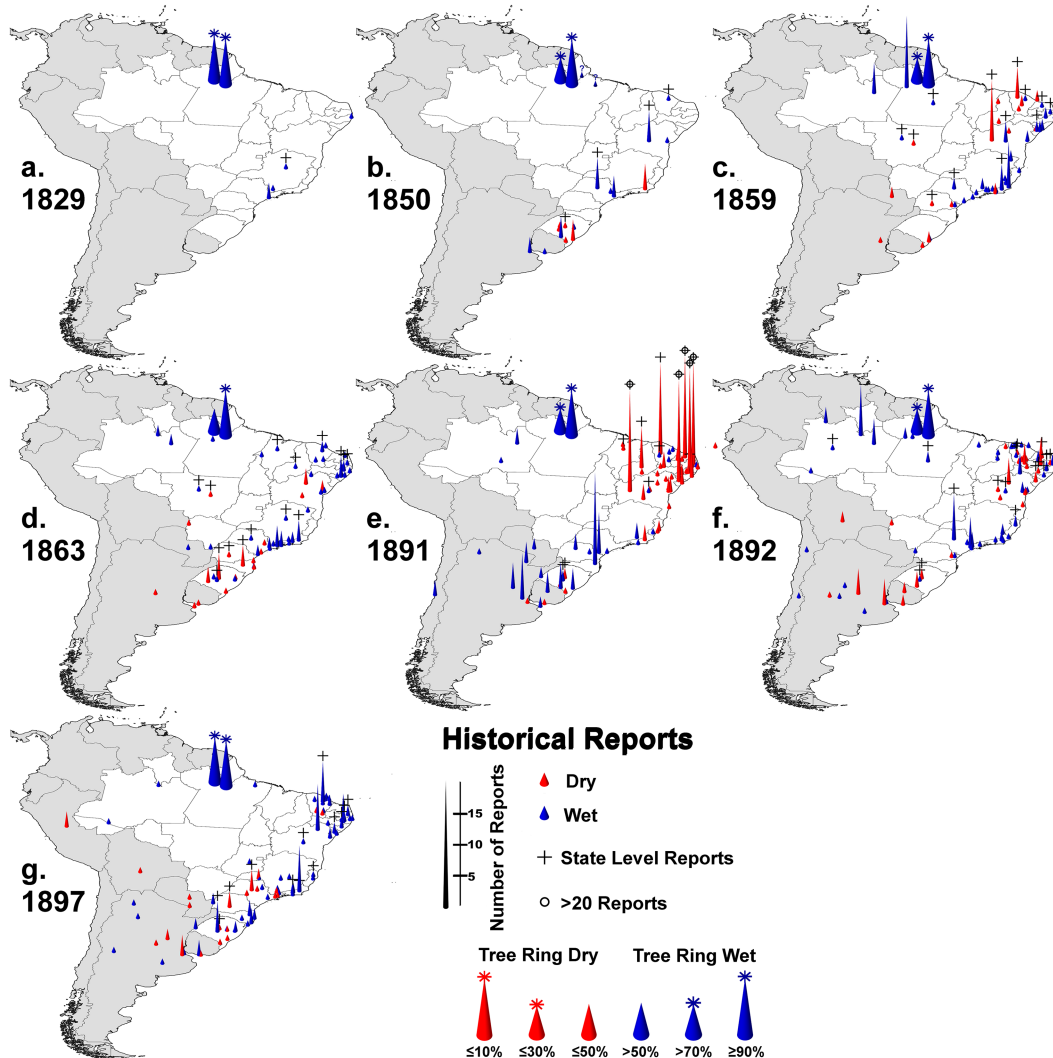 a.
1829
b.
1850
c.
1859
? ?
d.
1863
e.
1891
f.
1892
g.
1897
Historical Reports
Number of Reports
15
10
5
Dry
Wet
State Level Reports
>20 Reports
Tree Ring Dry Tree Ring Wet
≤10% ≤30% ≤50% >50% >70% ≥90%